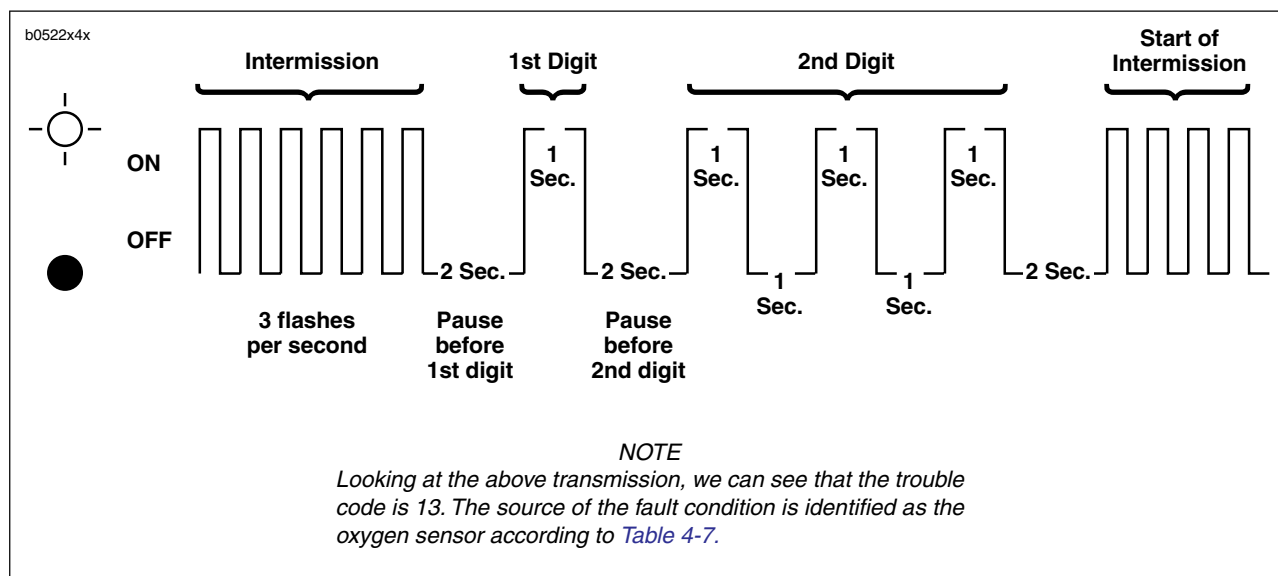 b0522x4x
Intermission
1st Digit
2nd Digit
Start of
Intermission
ON
OFF
1
Sec.
1
Sec.
1
Sec.
1
Sec.
2 Sec.
2 Sec.
1
Sec.
1
Sec.
2 Sec.
3 flashes
per second
Pause
before
1st digit
Pause
before
2nd digit
NOTE
Looking at the above transmission, we can see that the trouble
code is 13. The source of the fault condition is identified as the
oxygen sensor according to Table 4-7.